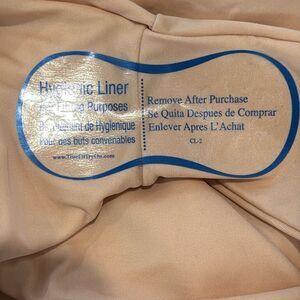 Hygienic Liner
Purposes
de Hygienique
Pour des buts convenables
Remove After Purchase
Se Quita Despues de Comprar
Enlever Apres L'Achat
CL-2